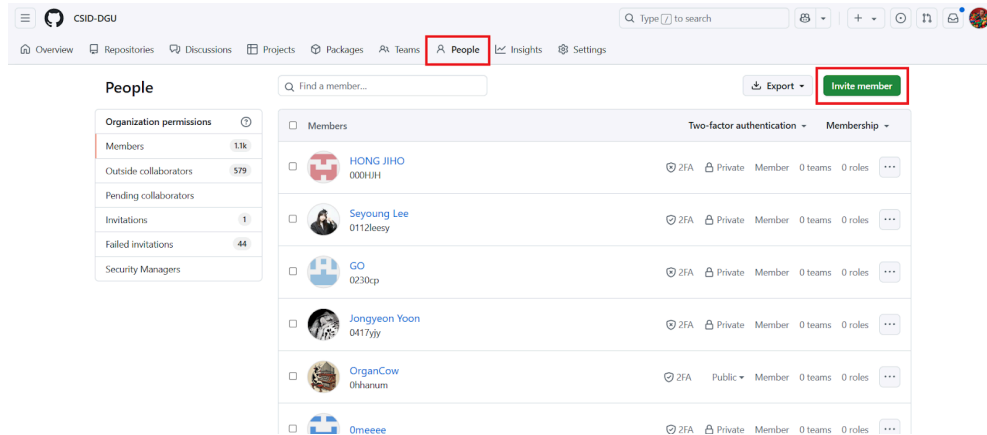 CSID-DGU
Type / to search
Overview Repositories Discussions Projects Packages Teams People Insights Settings
People
Find a member...
Export
Invite member
Organization permissions
Members 1.1k
Outside collaborators 579
Pending collaborators
Invitations 1
Failed invitations 44
Security Managers
Members Two-factor authentication Membership
HONG JIHO
000HJH
2FA Private Member 0 teams 0 roles
Seyoung Lee
0112leesy
2FA Private Member 0 teams 0 roles
GO
0230cp
2FA Private Member 0 teams 0 roles
Jongyeon Yoon
0417yjy
2FA Private Member 0 teams 0 roles
OrganCow
0hhanum
2FA Public Member 0 teams 0 roles
0meeee
2FA Private Member 0 teams 0 roles